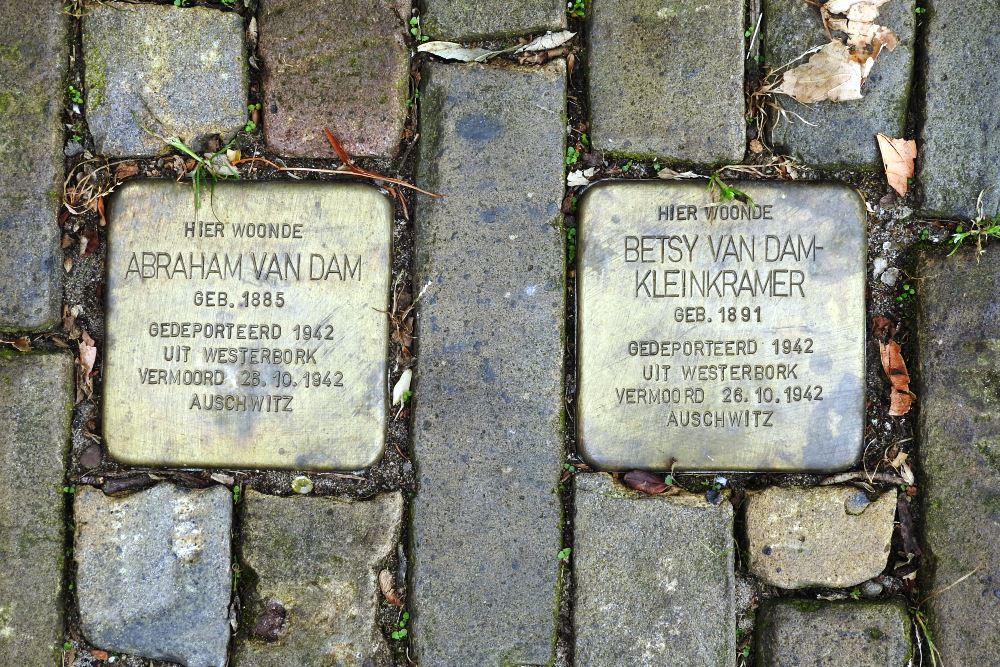 HIER WOONDE
ABRAHAM VAN DAM
GEB. 1885
GEDEPORTEERD 1942
UIT WESTERBORK
VERMOORD 26.10.1942
AUSCHWITZ
HIER WOONDE
BETSY VAN DAM-
KLEINKRAMER
GEB. 1891
GEDEPORTEERD 1942
UIT WESTERBORK
VERMOORD 26.10.1942
AUSCHWITZ